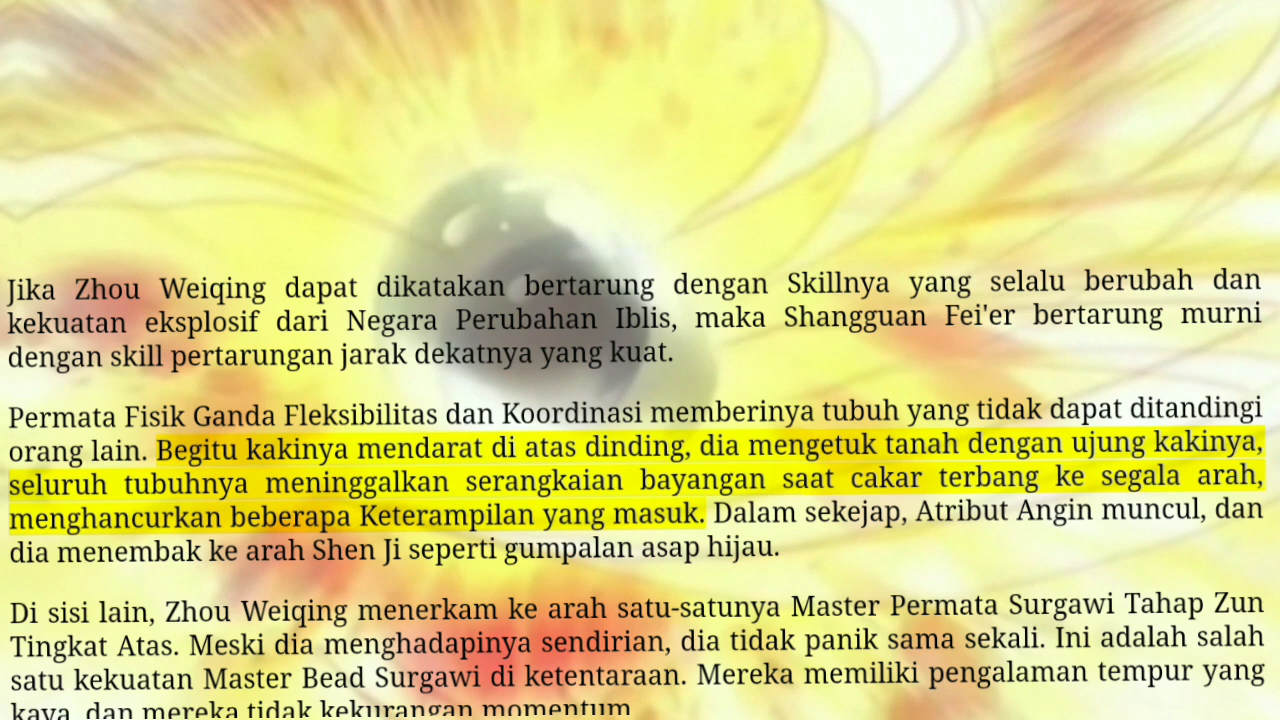 Jika Zhou Weiqing dapat dikatakan bertarung dengan Skillnya yang selalu berubah dan
kekuatan eksplosif dari Negara Perubahan Iblis, maka Shangguan Fei'er bertarung murni
dengan skill pertarungan jarak dekatnya yang kuat.
Permata Fisik Ganda Fleksibilitas dan Koordinasi memberinya tubuh yang tidak dapat ditandingi
orang lain. Begitu kakinya mendarat di atas dinding, dia mengetuk tanah dengan ujung kakinya,
seluruh tubuhnya meninggalkan serangkaian bayangan saat cakar terbang ke segala arah,
menghancurkan beberapa Keterampilan yang masuk. Dalam sekejap, Atribut Angin muncul, dan
dia menembak ke arah Shen Ji seperti gumpalan asap hijau.
Di sisi lain, Zhou Weiqing menerkam ke arah satu-satunya Master Permata Surgawi Tahap Zun
Tingkat Atas. Meski dia menghadapinya sendirian, dia tidak panik sama sekali. Ini adalah salah
satu kekuatan Master Bead Surgawi di ketentaraan. Mereka memiliki pengalaman tempur yang
kaya, dan mereka tidak kekurangan momentum